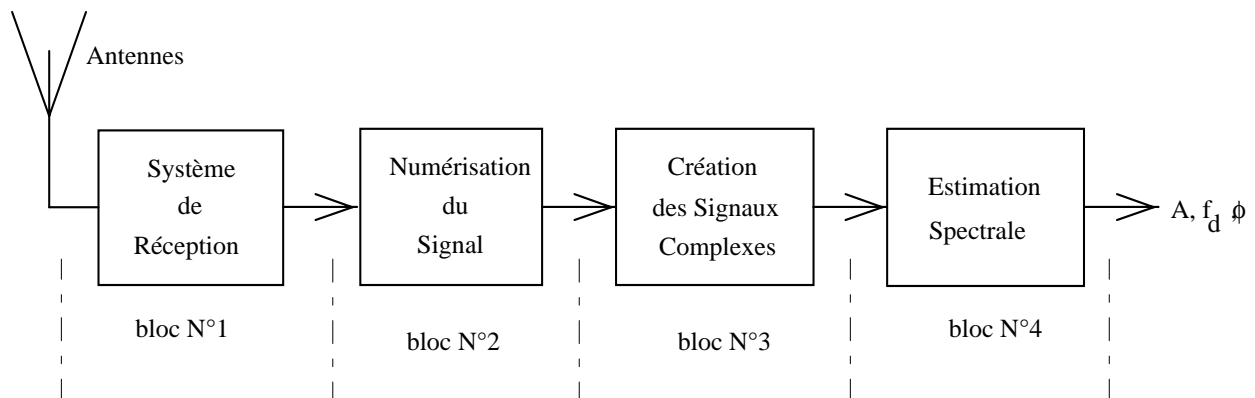 Antennes
Système
de
Réception
Numérisation
du
Signal
Création
des Signaux
Complexes
Estimation
Spectrale
A, f_d, ϕ
bloc N°1
bloc N°2
bloc N°3
bloc N°4